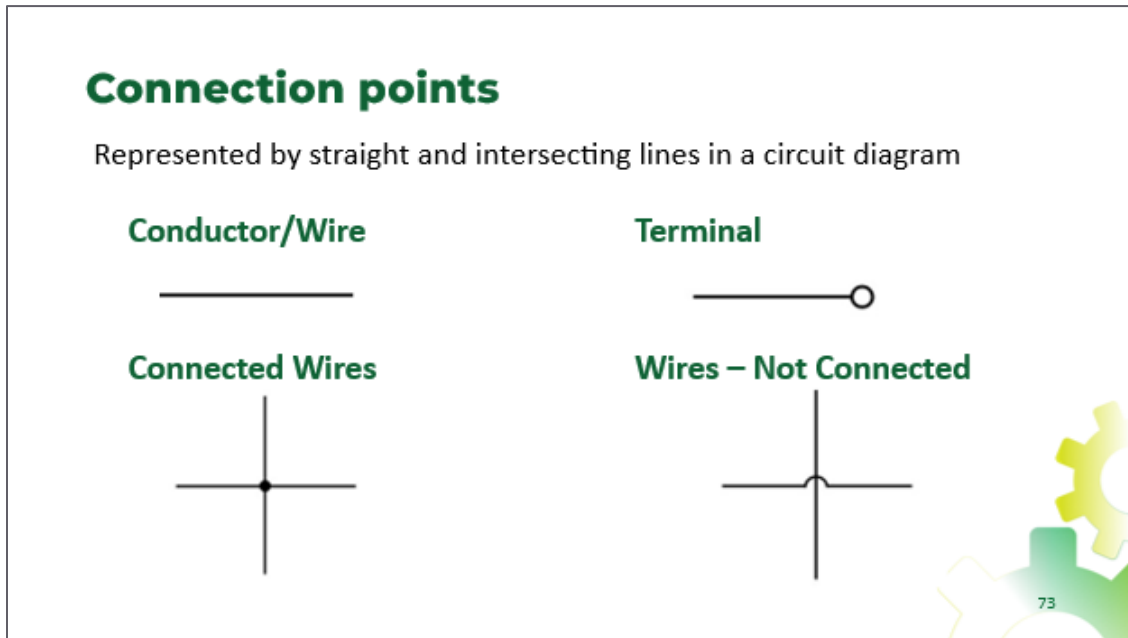 Connection points
Represented by straight and intersecting lines in a circuit diagram
Conductor/Wire
Terminal
Connected Wires
Wires – Not Connected
73